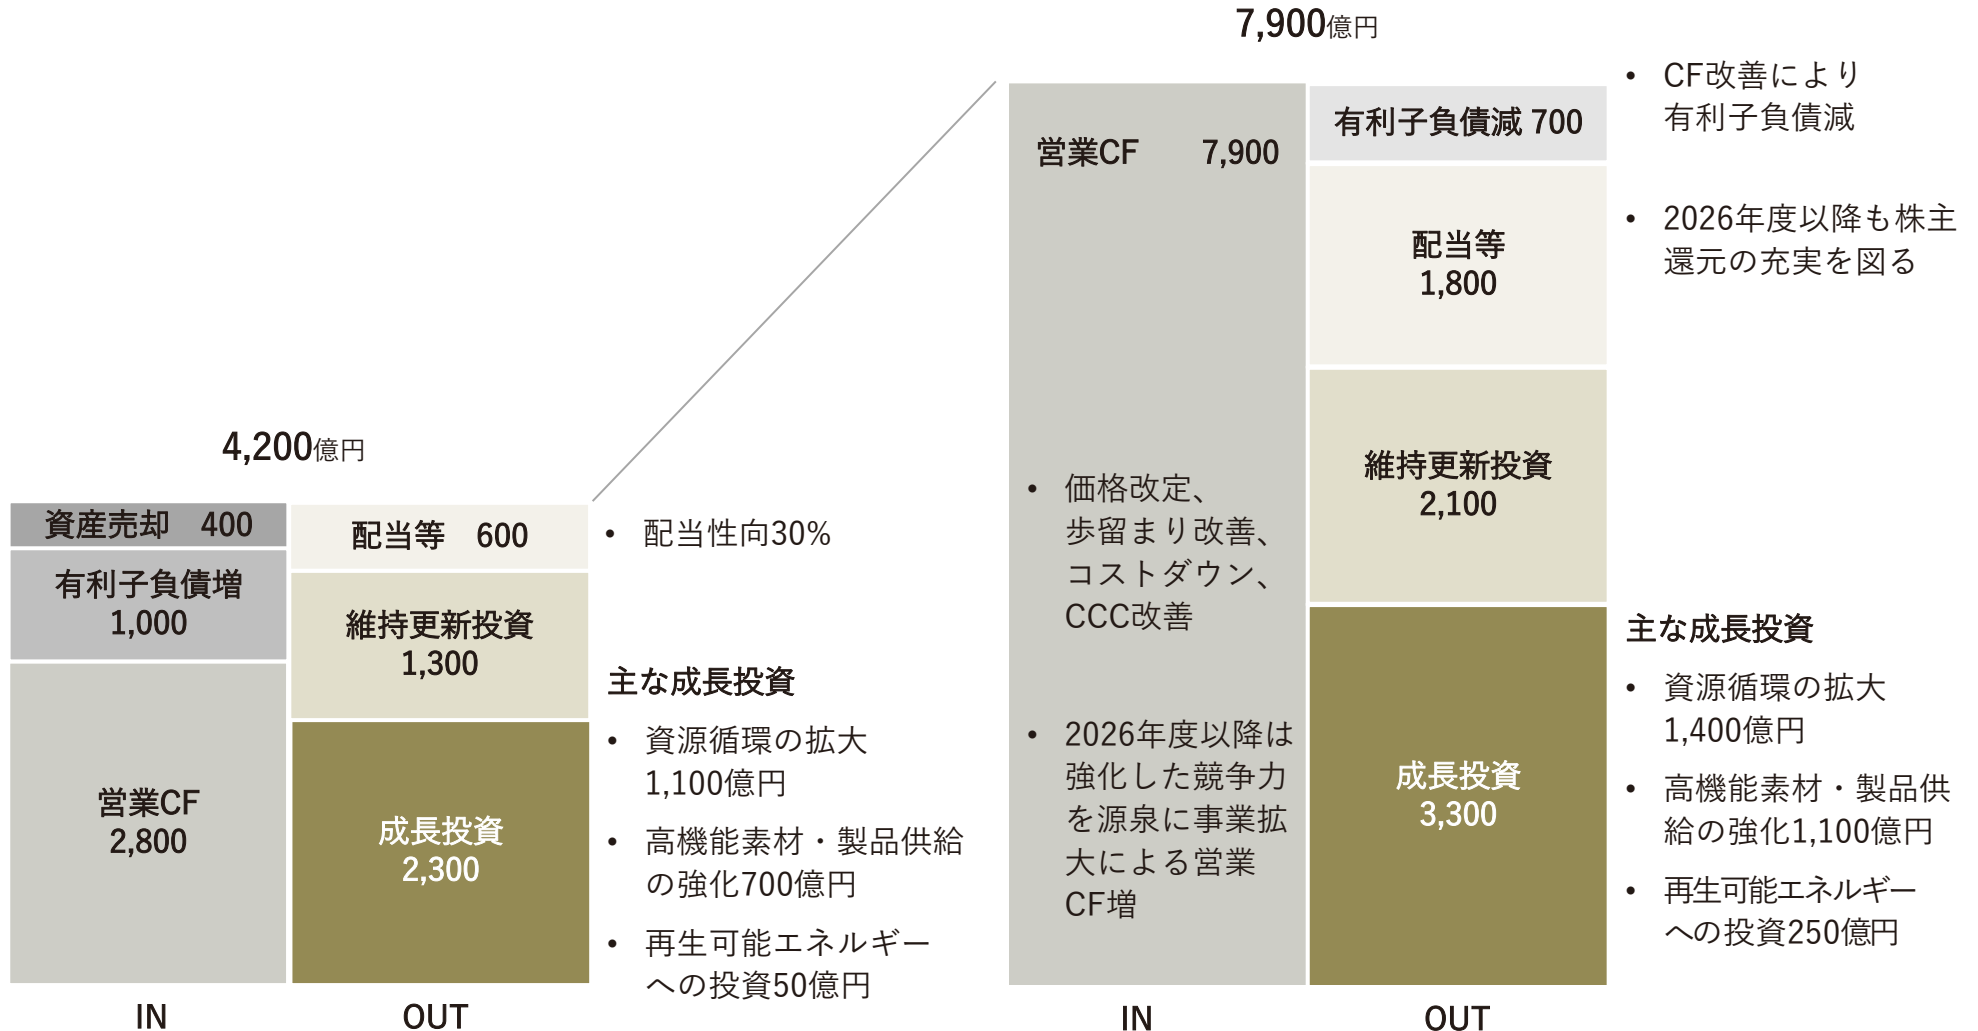 4,200億円
資産売却 400
有利子負債増
1,000
営業CF
2,800
IN
配当等 600
維持更新投資
1,300
成長投資
2,300
OUT
• 配当性向30%
主な成長投資
• 資源循環の拡大
1,100億円
• 高機能素材・製品供給
の強化700億円
• 再生可能エネルギー
への投資50億円
7,900億円
営業CF 7,900
• 価格改定、
歩留まり改善、
コストダウン、
CCC改善
• 2026年度以降は
強化した競争力
を源泉に事業拡
大による営業
CF増
IN
有利子負債減 700
配当等
1,800
維持更新投資
2,100
成長投資
3,300
OUT
• CF改善により
有利子負債減
• 2026年度以降も株主
還元の充実を図る
主な成長投資
• 資源循環の拡大
1,400億円
• 高機能素材・製品供
給の強化1,100億円
• 再生可能エネルギー
への投資250億円